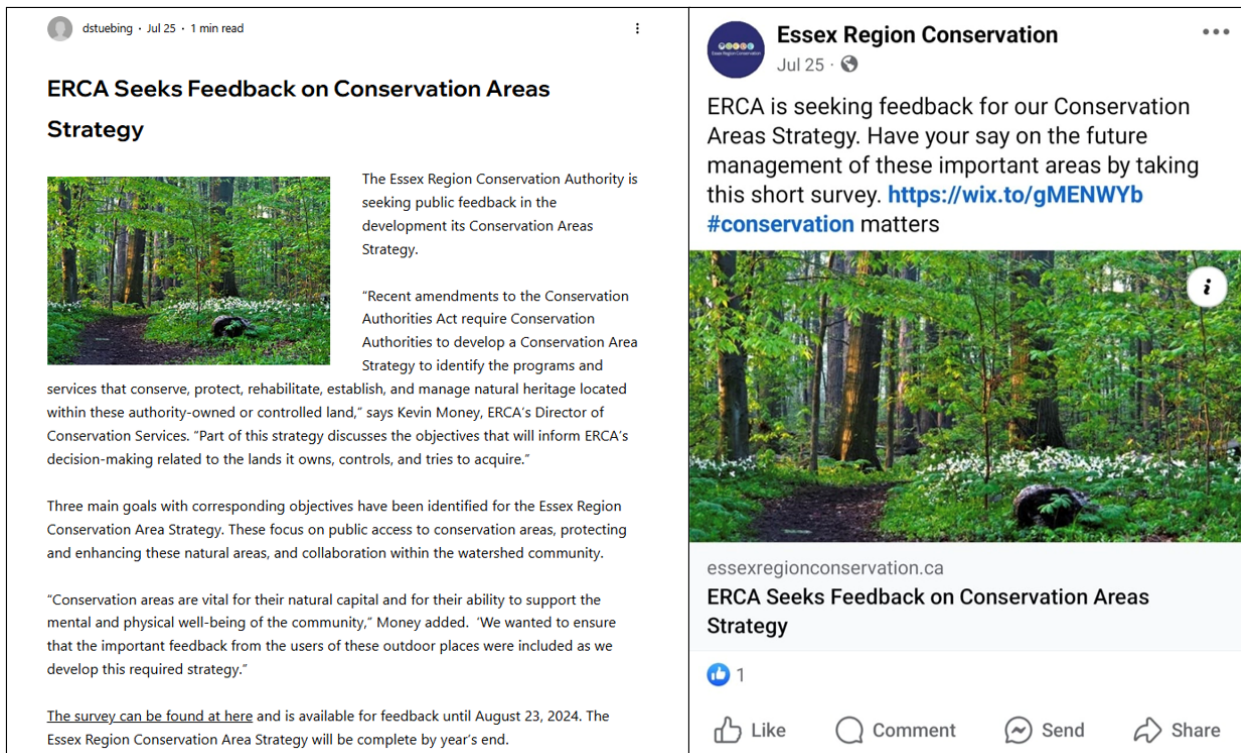 dstuebing · Jul 25 · 1 min read
ERCA Seeks Feedback on Conservation Areas
Strategy
The Essex Region Conservation Authority is
seeking public feedback in the
development its Conservation Areas
Strategy.
“Recent amendments to the Conservation
Authorities Act require Conservation
Authorities to develop a Conservation Area
Strategy to identify the programs and
services that conserve, protect, rehabilitate, establish, and manage natural heritage located
within these authority-owned or controlled land,” says Kevin Money, ERCA’s Director of
Conservation Services. “Part of this strategy discusses the objectives that will inform ERCA’s
decision-making related to the lands it owns, controls, and tries to acquire.”
Three main goals with corresponding objectives have been identified for the Essex Region
Conservation Area Strategy. These focus on public access to conservation areas, protecting
and enhancing these natural areas, and collaboration within the watershed community.
“Conservation areas are vital for their natural capital and for their ability to support the
mental and physical well-being of the community,” Money added.  ‘We wanted to ensure
that the important feedback from the users of these outdoor places were included as we
develop this required strategy.”
The survey can be found at here and is available for feedback until August 23, 2024. The
Essex Region Conservation Area Strategy will be complete by year’s end.
Essex Region Conservation
Jul 25 ·
ERCA is seeking feedback for our Conservation
Areas Strategy. Have your say on the future
management of these important areas by taking
this short survey. https://wix.to/gMENWYb
#conservation matters
i
essexregionconservation.ca
ERCA Seeks Feedback on Conservation Areas
Strategy
1
Like Comment Send Share